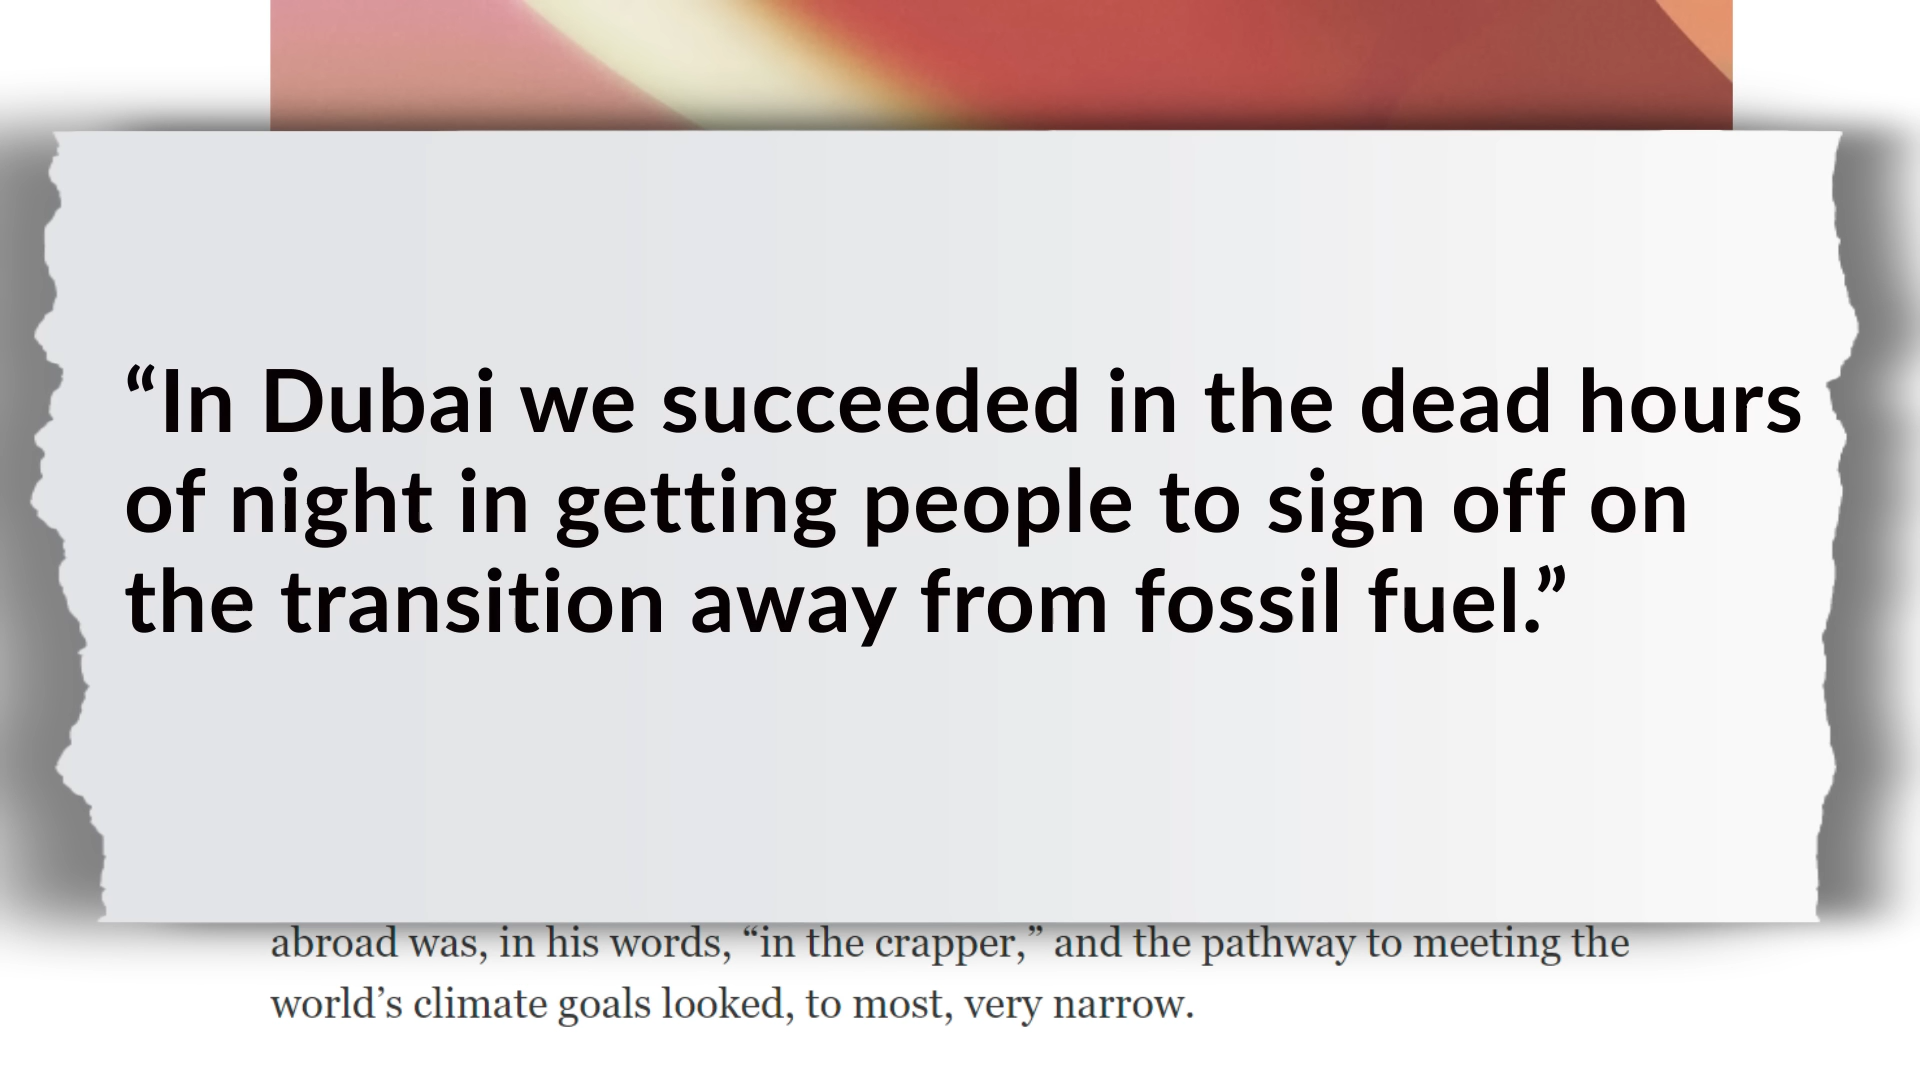 “In Dubai we succeeded in the dead hours
of night in getting people to sign off on
the transition away from fossil fuel.”
abroad was, in his words, “in the crapper,” and the pathway to meeting the
world’s climate goals looked, to most, very narrow.